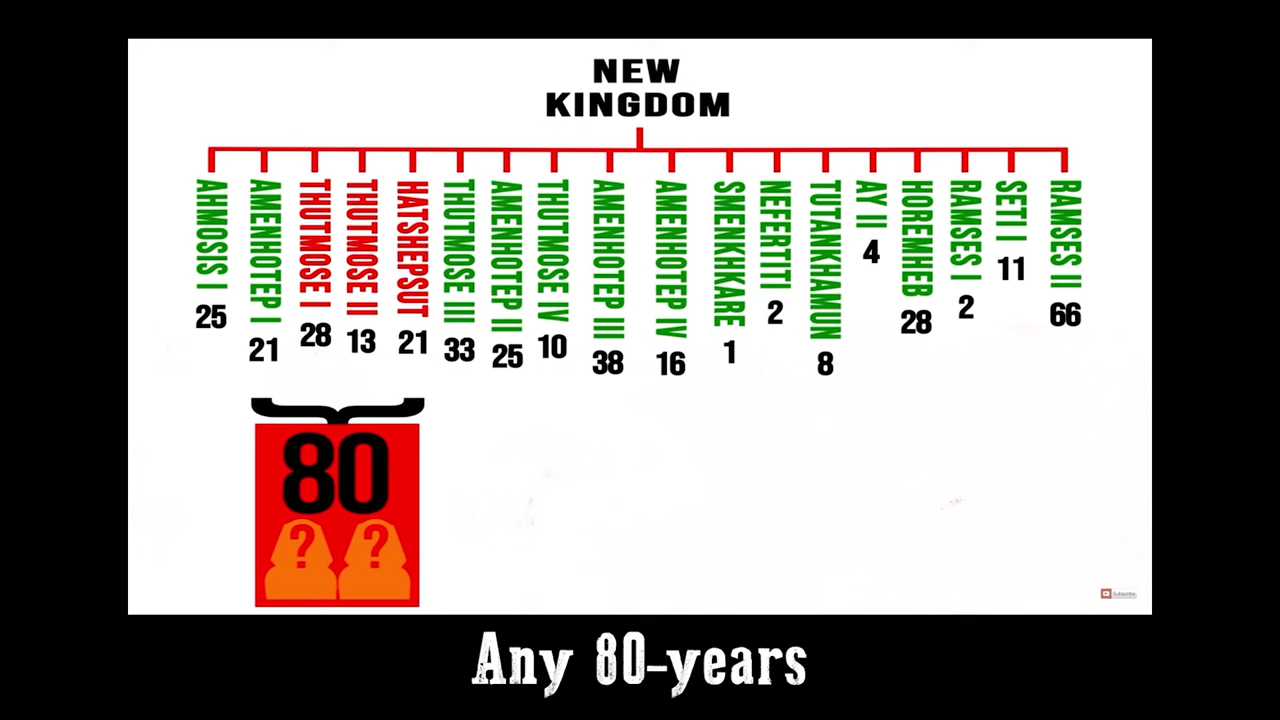 NEW
KINGDOM
AHMOSIS I
AMENHOTEP I
THUTMOSE I
THUTMOSE II
HATSHEPSUT
THUTMOSE III
AMENHOTEP II
THUTMOSE IV
AMENHOTEP III
AMENHOTEP IV
SMENKHKARE
NEFERTITI
TUTANKHAMUN
AY II
HOREMHEB
RAMSES I
SETI I
RAMSES II
25
21
28
13
21
33
25
10
38
16
1
2
8
4
28
2
11
66
80
? ?
Subscribe
Any 80-years